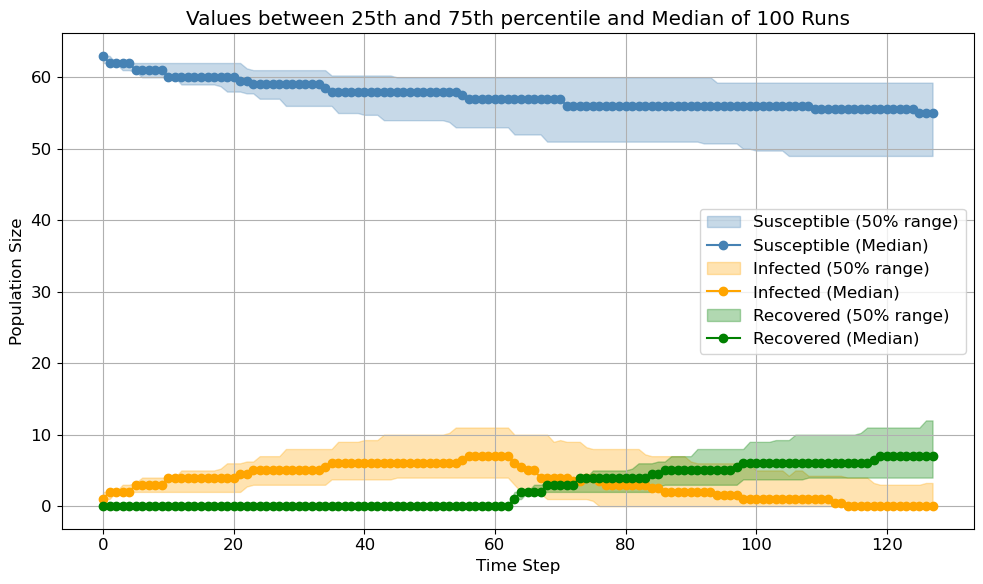 Values between 25th and 75th percentile and Median of 100 Runs
Population Size
60
50
40
30
20
10
0
Susceptible (50% range)
Susceptible (Median)
Infected (50% range)
Infected (Median)
Recovered (50% range)
Recovered (Median)
0 20 40 60 80 100 120
Time Step